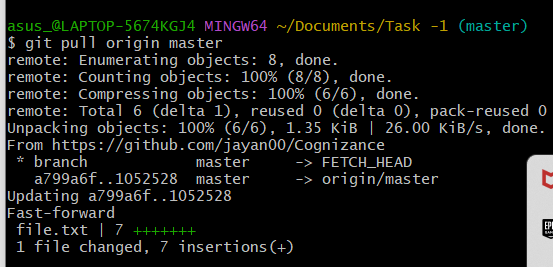 asus_@LAPTOP-5674KGJ4 MINGW64 ~/Documents/Task -1 (master)
$ git pull origin master
remote: Enumerating objects: 8, done.
remote: Counting objects: 100% (8/8), done.
remote: Compressing objects: 100% (6/6), done.
remote: Total 6 (delta 1), reused 0 (delta 0), pack-reused 0
Unpacking objects: 100% (6/6), 1.35 KiB | 26.00 KiB/s, done.
From https://github.com/jayan00/Cognizance
 * branch            master     -> FETCH_HEAD
   a799a6f..1052528  master     -> origin/master
Updating a799a6f..1052528
Fast-forward
 file.txt | 7 +++++++
 1 file changed, 7 insertions(+)